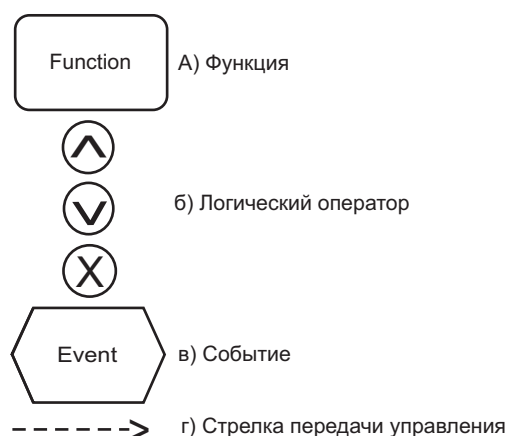 Function А) Функция
Λ
V б) Логический оператор
X
Event в) Событие
г) Стрелка передачи управления